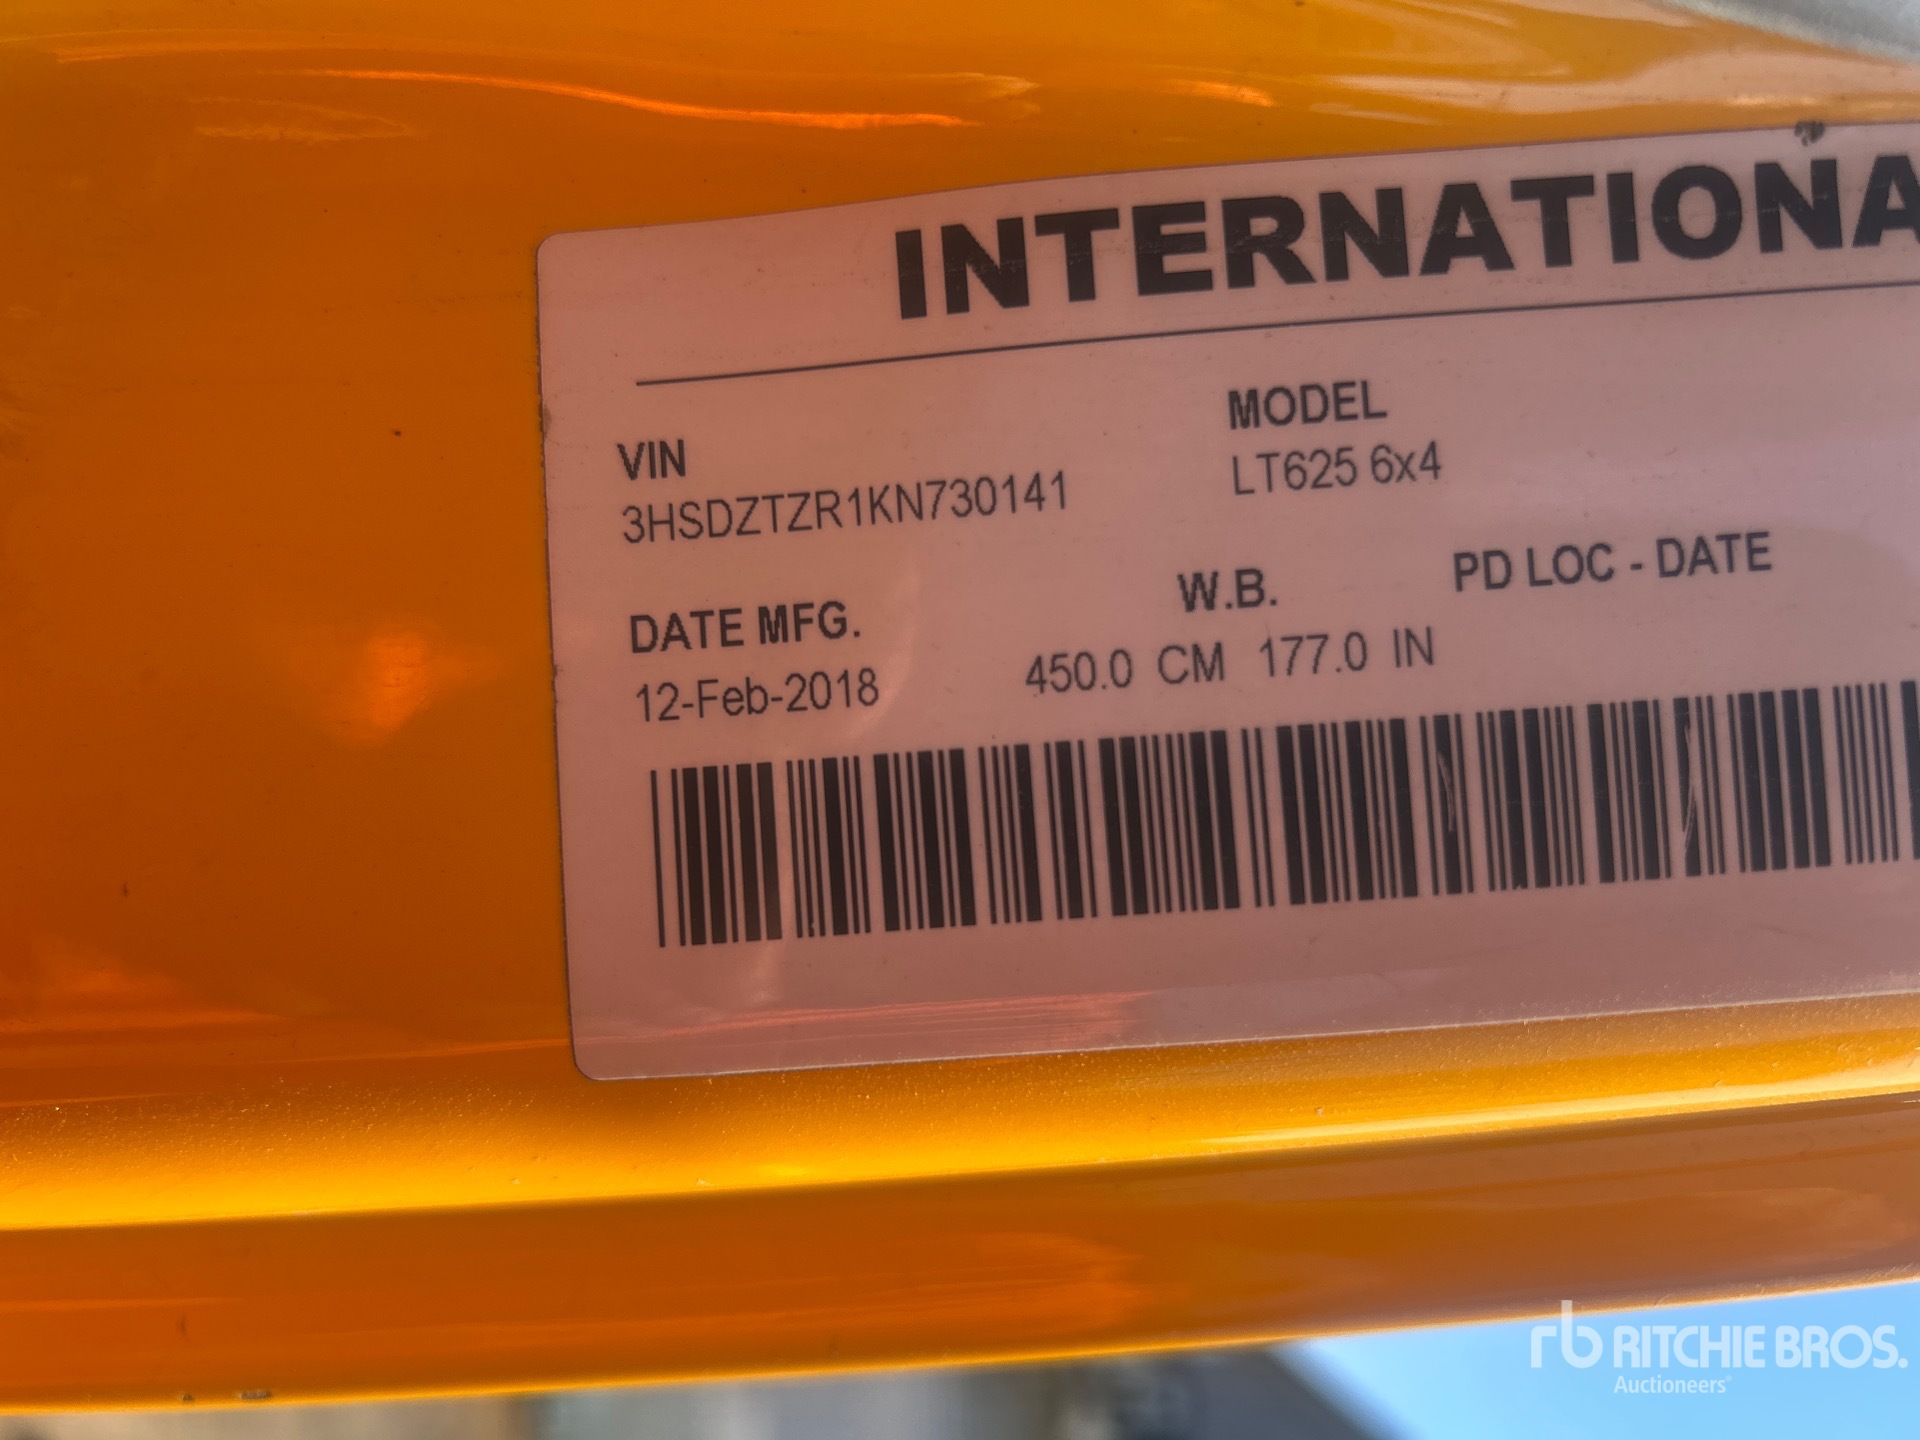 INTERNATIONA
VIN
3HSDZTZR1KN730141
MODEL
LT625 6x4
DATE MFG.
12-Feb-2018
W.B.
450.0 CM 177.0 IN
PD LOC - DATE
rb RITCHIE BROS.
Auctioneers